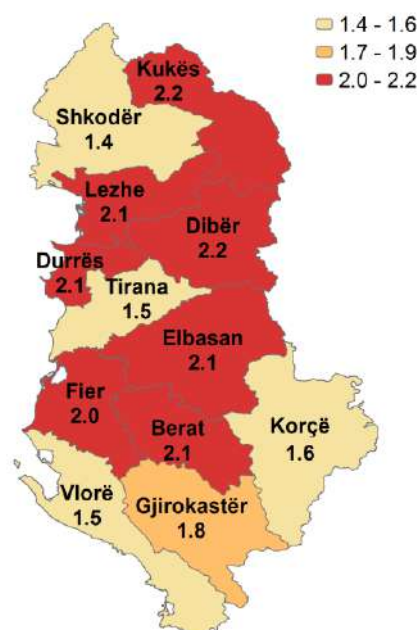 1.4 - 1.6
1.7 - 1.9
2.0 - 2.2
Kukës
2.2
Shkodër
1.4
Lezhe
2.1
Dibër
2.2
Durrës
2.1
Tirana
1.5
Elbasan
2.1
Fier
2.0
Berat
2.1
Korçë
1.6
Vlorë
1.5
Gjirokastër
1.8